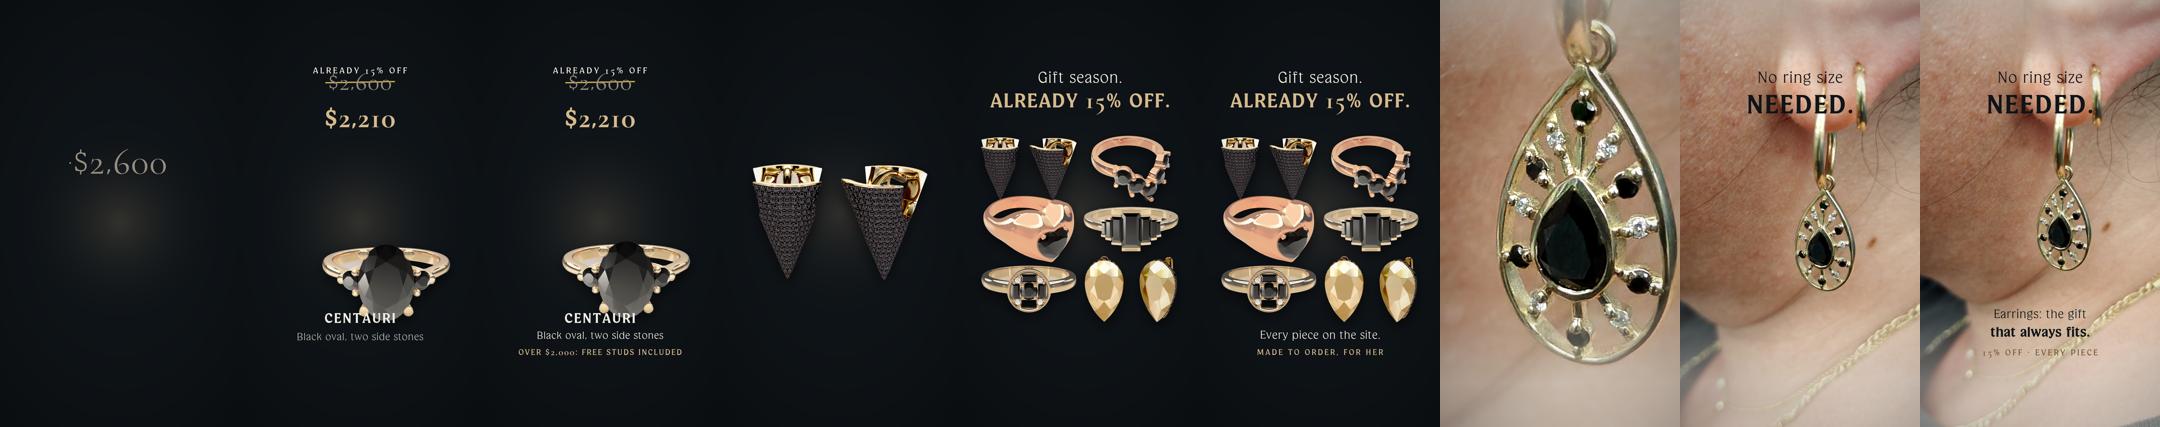 $2,600
ALREADY 15% OFF
$2,600
$2,210
CENTAURI
Black oval, two side stones
ALREADY 15% OFF
$2,600
$2,210
CENTAURI
Black oval, two side stones
OVER $2,000: FREE STUDS INCLUDED
Gift season.
ALREADY 15% OFF.
Gift season.
ALREADY 15% OFF.
Every piece on the site.
MADE TO ORDER, FOR HER
No ring size
NEEDED.
No ring size
NEEDED.
Earrings: the gift
that always fits.
15% OFF · EVERY PIECE